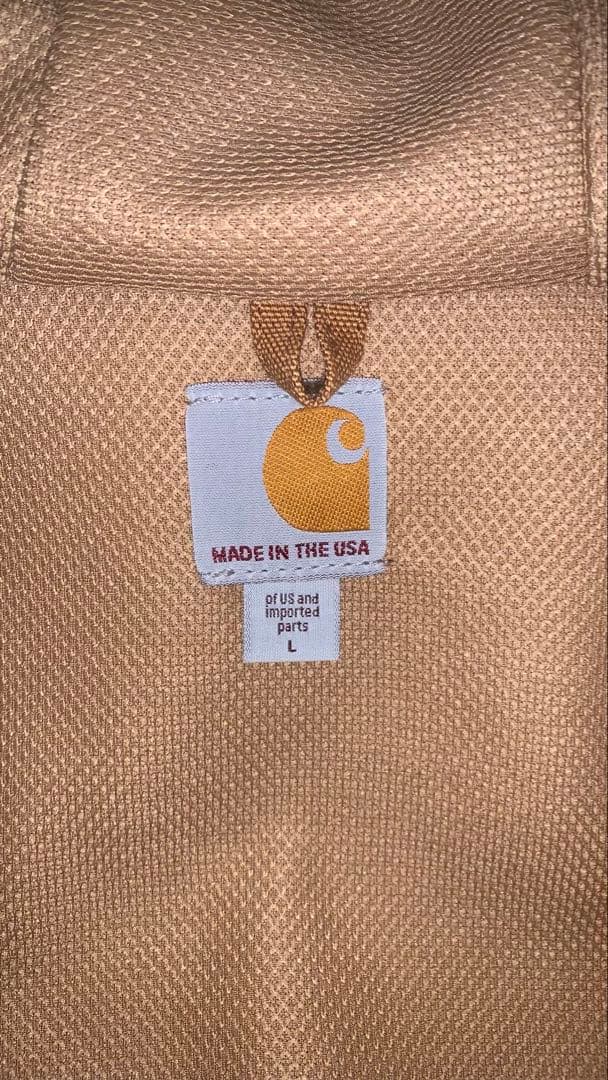 MADE IN THE USA
of US and
imported
parts
L